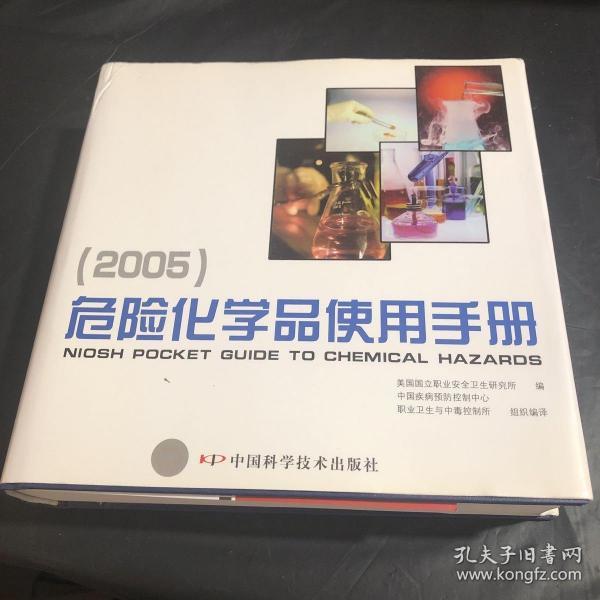 (2005)
危险化学品使用手册
NIOSH POCKET GUIDE TO CHEMICAL HAZARDS
美国国立职业安全卫生研究所 编
中国疾病预防控制中心
职业卫生与中毒控制所 组织编译
中国科学技术出版社
孔夫子旧书网
www.kongfz.com